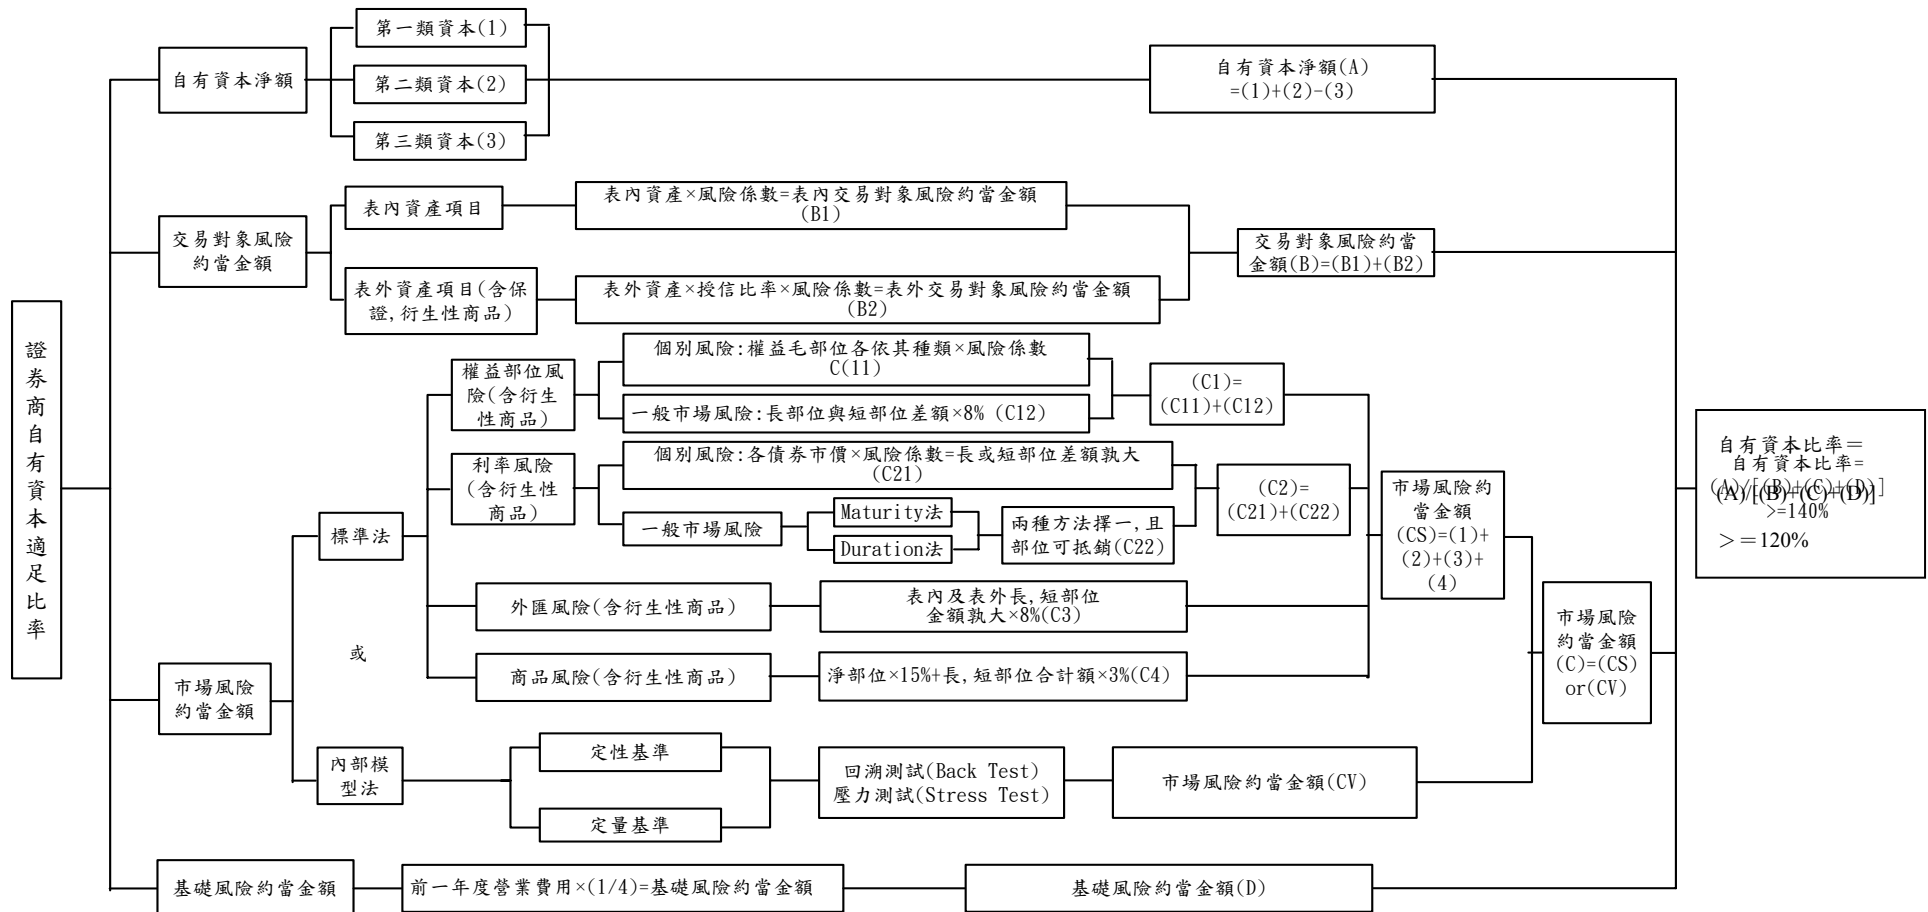 證券商自有資本適足比率
自有資本淨額
第一類資本(1)
第二類資本(2)
第三類資本(3)
自有資本淨額(A)
=(1)+(2)-(3)
交易對象風險
約當金額
表內資產項目
表內資產×風險係數=表內交易對象風險約當金額
(B1)
表外資產項目(含保
證,衍生性商品)
表外資產×授信比率×風險係數=表外交易對象風險約當金額
(B2)
交易對象風險約當
金額(B)=(B1)+(B2)
市場風險
約當金額
標準法
或
內部模
型法
權益部位風
險(含衍生
性商品)
個別風險:權益毛部位各依其種類×風險係數
C(11)
一般市場風險:長部位與短部位差額×8% (C12)
(C1)=
(C11)+(C12)
利率風險
(含衍生性
商品)
個別風險:各債券市價×風險係數=長或短部位差額孰大
(C21)
一般市場風險
Maturity法
Duration法
兩種方法擇一,且
部位可抵銷(C22)
(C2)=
(C21)+(C22)
外匯風險(含衍生性商品)
表內及表外長,短部位
金額孰大×8%(C3)
商品風險(含衍生性商品)
淨部位×15%+長,短部位合計額×3%(C4)
市場風險約
當金額
(CS)=(1)+
(2)+(3)+
(4)
定性基準
定量基準
回溯測試(Back Test)
壓力測試(Stress Test)
市場風險約當金額(CV)
市場風險
約當金額
(C)=(CS)
or(CV)
基礎風險約當金額
前一年度營業費用×(1/4)=基礎風險約當金額
基礎風險約當金額(D)
自有資本比率＝
自有資本比率=
(A)/[(B)+(C)+(D)]
(A)/[(B)+(C)+(D)]
>=140%
＞＝120%